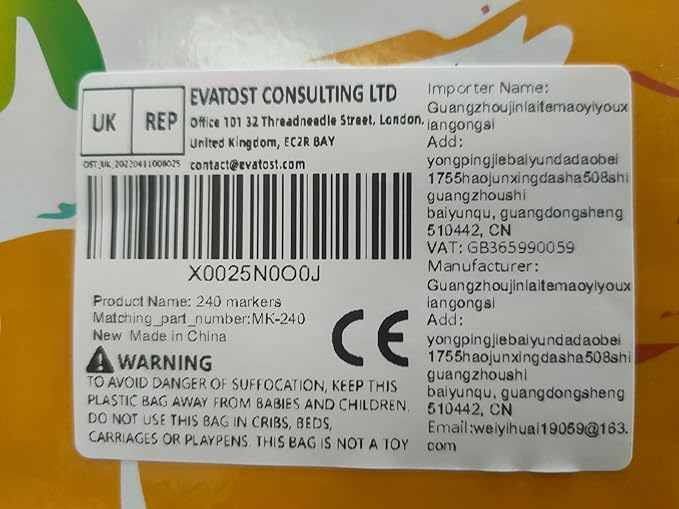 UK REP
EVATOST CONSULTING LTD
Office 101 32 Threadneedle Street, London,
United Kingdom, EC2R 8AY
OST_UK_20220411008025
contact@evatost.com
X0025N0O0J
Product Name: 240 markers
Matching_part_number:MK-240
New Made in China
CE
WARNING
TO AVOID DANGER OF SUFFOCATION, KEEP THIS
PLASTIC BAG AWAY FROM BABIES AND CHILDREN.
DO NOT USE THIS BAG IN CRIBS, BEDS,
CARRIAGES OR PLAYPENS. THIS BAG IS NOT A TOY
Importer Name:
Guangzhoujinlaitemaoyiyoux
iangongsi
Add:
yongpingjiebaiyundadaobei
1755haojunxingdasha508shi
guangzhoushi
baiyunqu, guangdongsheng
510442, CN
VAT: GB365990059
Manufacturer:
Guangzhoujinlaitemaoyiyoux
iangongsi
Add:
yongpingjiebaiyundadaobei
1755haojunxingdasha508shi
guangzhoushi
baiyunqu, guangdongsheng
510442, CN
Email:weiyihuai19059@163.
com